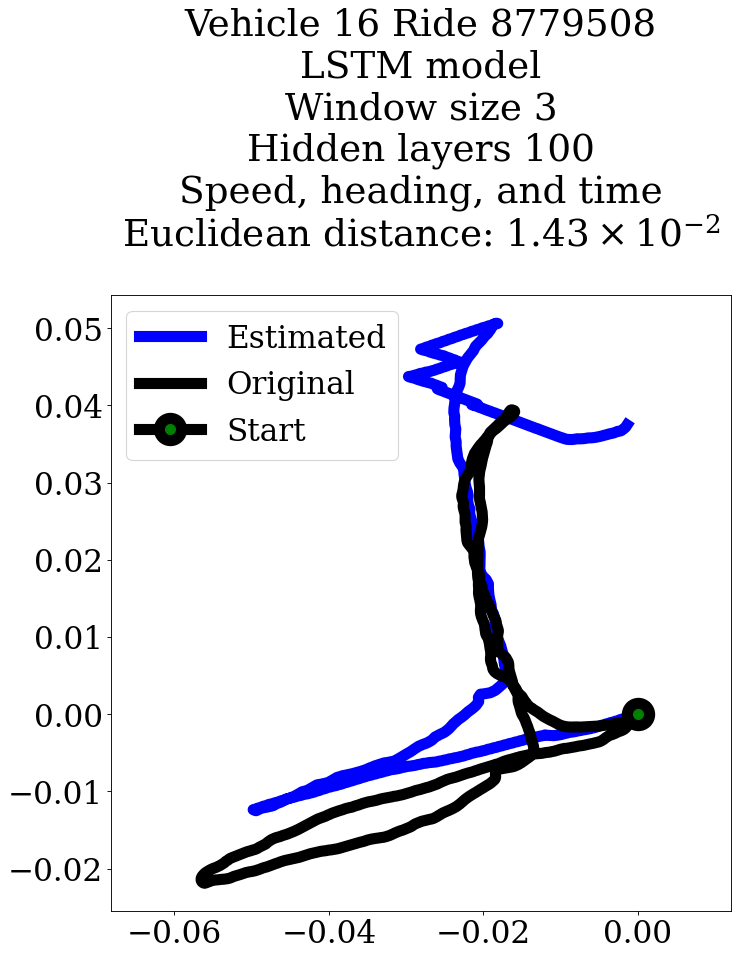 Vehicle 16 Ride 8779508
LSTM model
Window size 3
Hidden layers 100
Speed, heading, and time
Euclidean distance: 1.43 × 10⁻²
Estimated
Original
Start
0.05
0.04
0.03
0.02
0.01
0.00
−0.01
−0.02
−0.06 −0.04 −0.02 0.00